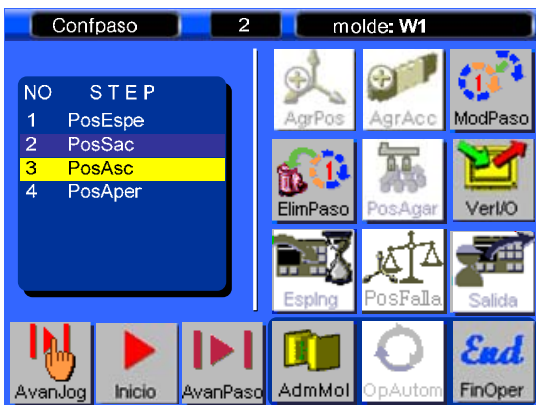 Confpaso 2 molde: W1
NO STEP
1 PosEspe
2 PosSac
3 PosAsc
4 PosAper
AgrPos AgrAcc ModPaso
ElimPaso PosAgar VerI/O
EspIng PosFalla Salida
AvanJog Inicio AvanPaso AdmMol OpAutom FinOper
1
1
End